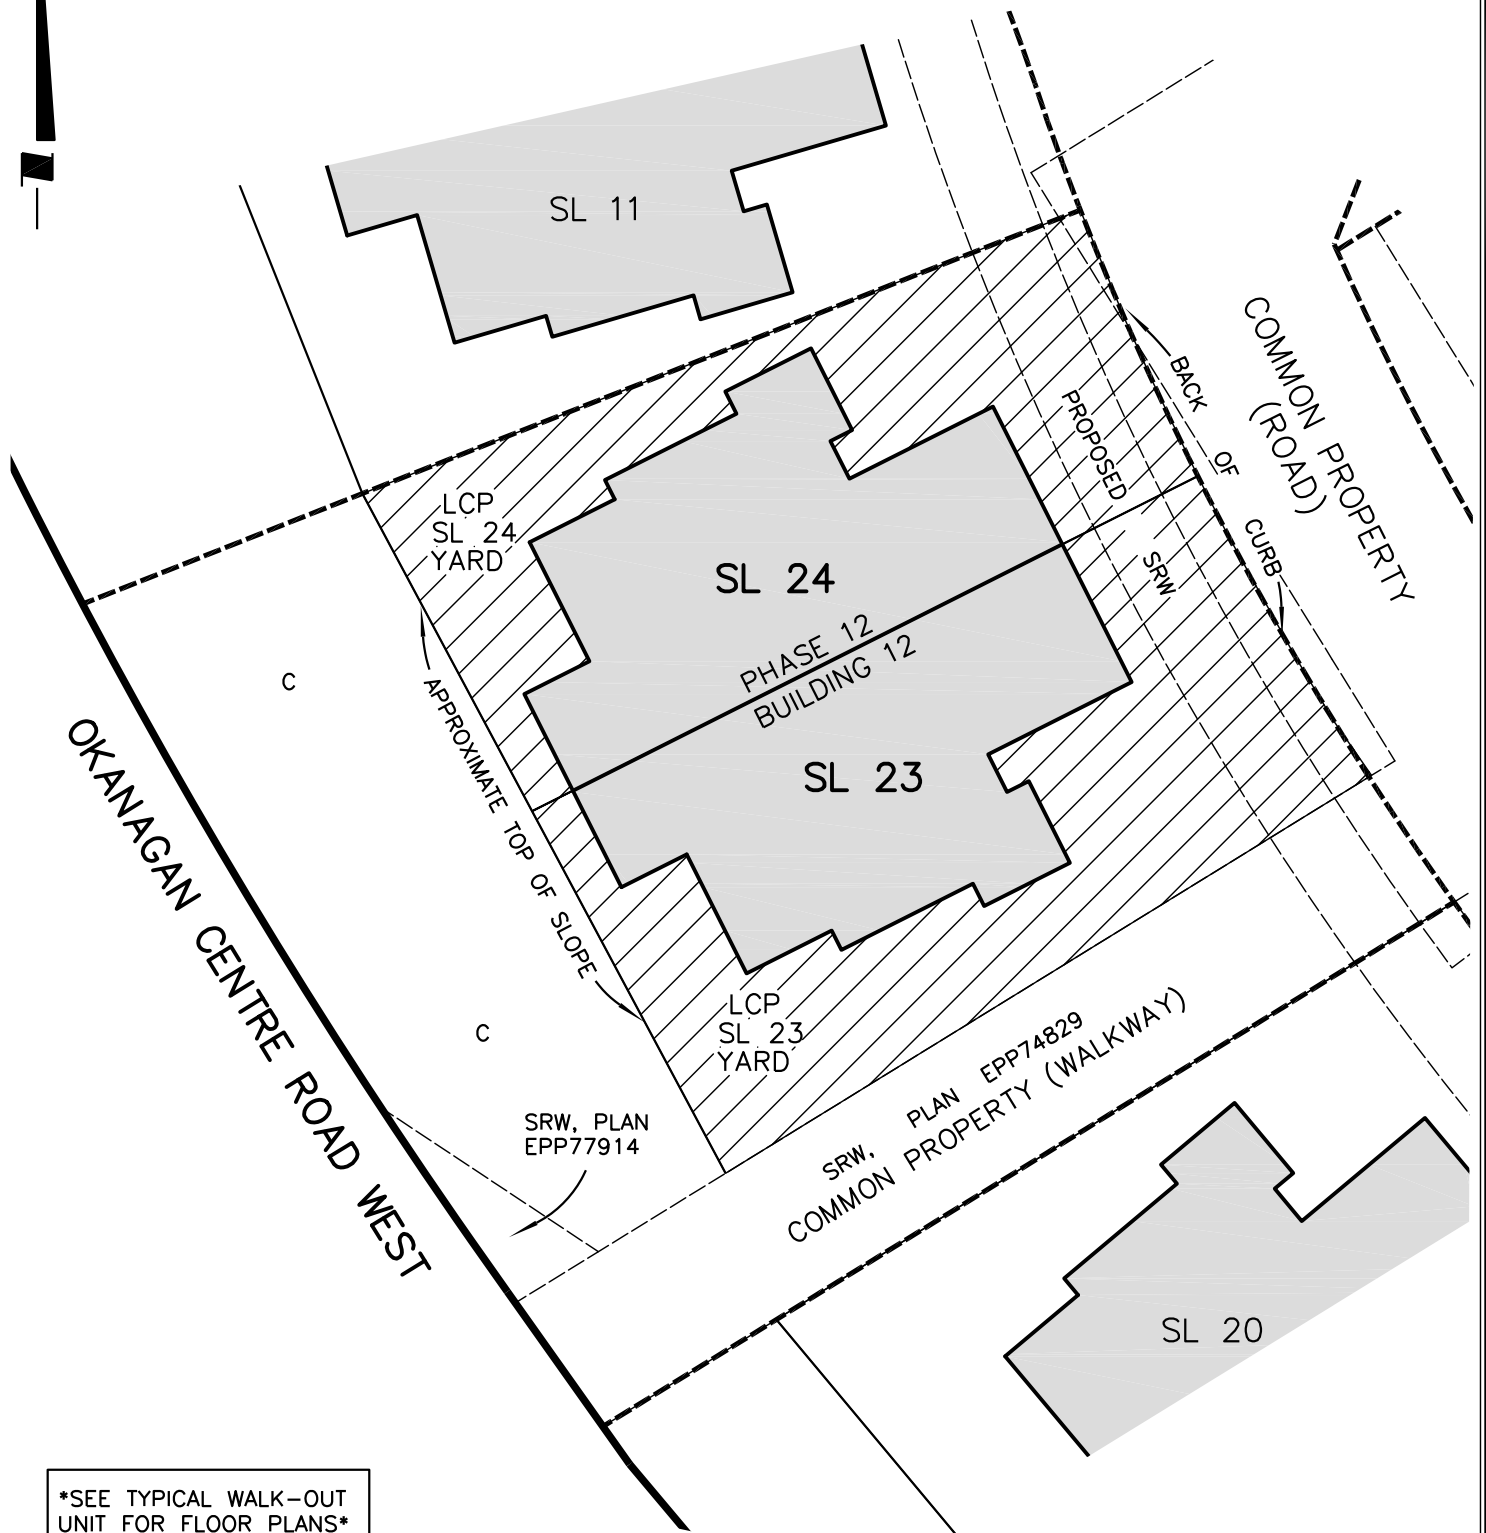 SL 11
COMMON PROPERTY
(ROAD)
BACK OF CURB
PROPOSED SRW
LCP
SL 24
YARD
SL 24
PHASE 12
BUILDING 12
SL 23
C
APPROXIMATE TOP OF SLOPE
OKANAGAN CENTRE ROAD WEST
C
LCP
SL 23
YARD
SRW, PLAN EPP74829
COMMON PROPERTY (WALKWAY)
SRW, PLAN
EPP77914
SL 20
*SEE TYPICAL WALK-OUT
UNIT FOR FLOOR PLANS*